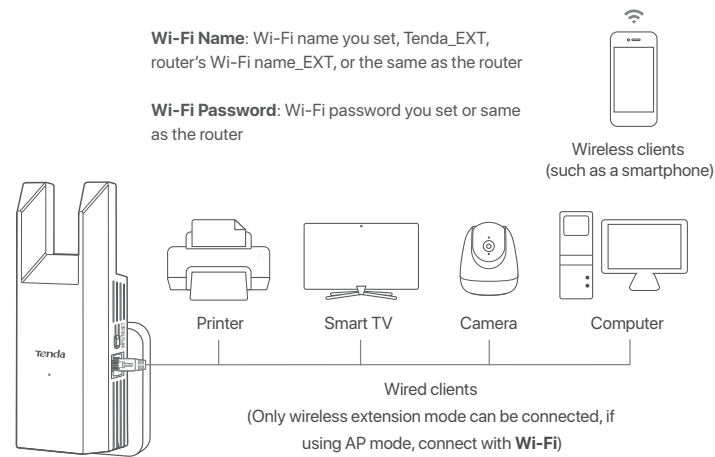 Wi-Fi Name: Wi-Fi name you set, Tenda_EXT,
router's Wi-Fi name_EXT, or the same as the router
Wi-Fi Password: Wi-Fi password you set or same
as the router
Wireless clients
(such as a smartphone)
Printer
Smart TV
Camera
Computer
WPS/RESET
Tenda
Wired clients
(Only wireless extension mode can be connected, if
using AP mode, connect with Wi-Fi)